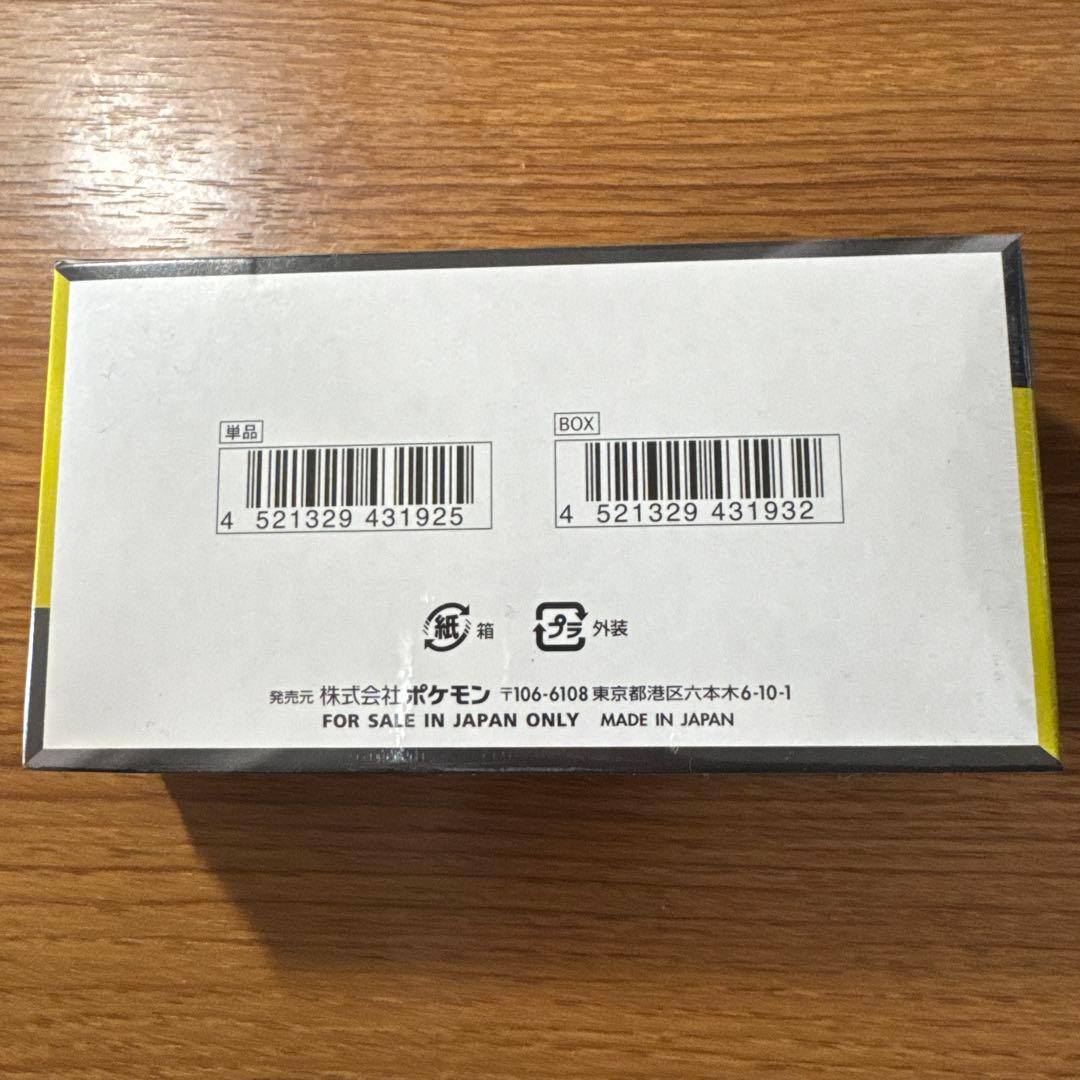 単品
BOX
4 521329 431925
4 521329 431932
紙 箱
プラ 外装
発売元 株式会社ポケモン 〒106-6108 東京都港区六本木6-10-1
FOR SALE IN JAPAN ONLY MADE IN JAPAN